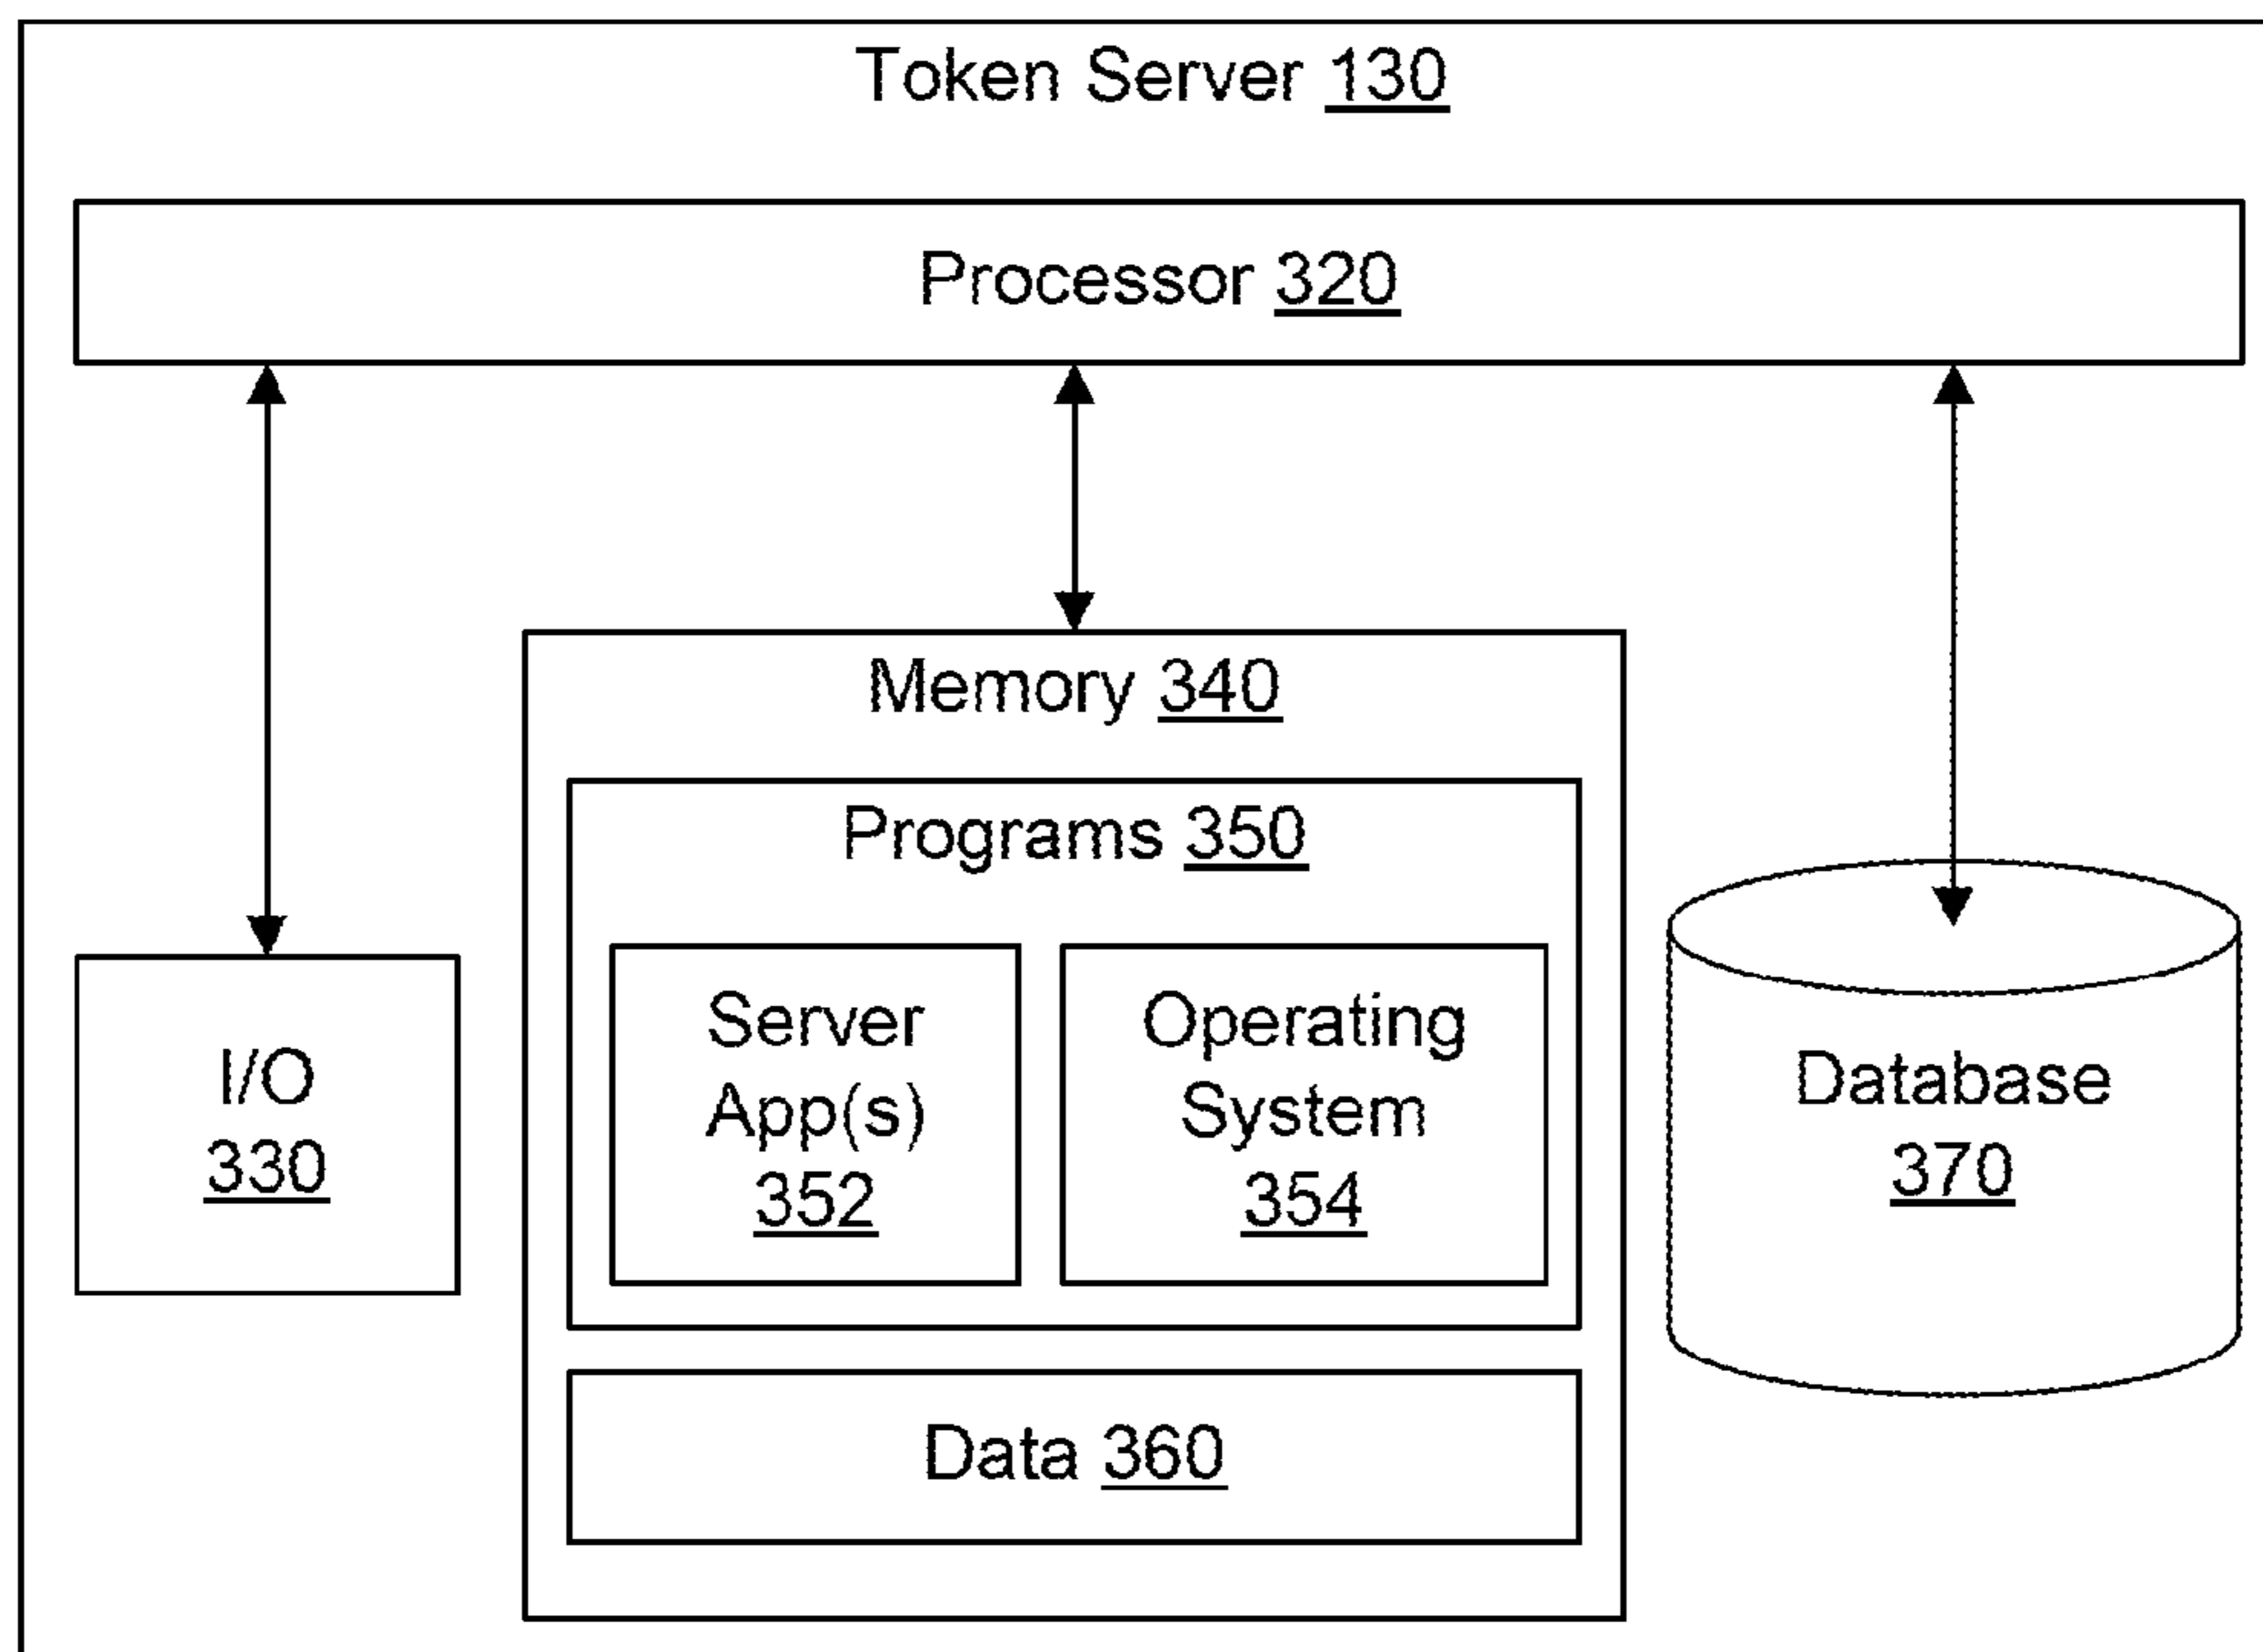 Token Server 130
Processor 320
Memory 340
Programs 350
Server
App(s)
352
Operating
System
354
I/O
330
Database
370
Data 360